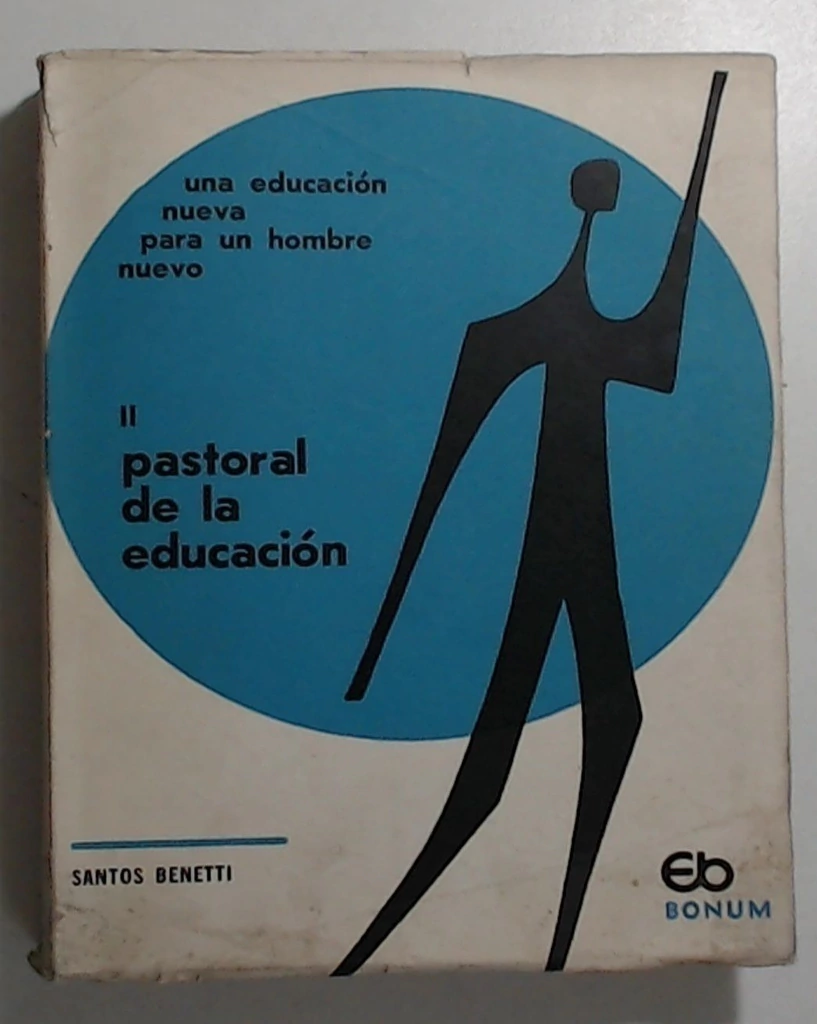 una educación
nueva
para un hombre
nuevo
II
pastoral
de la
educación
SANTOS BENETTI
Eb
BONUM